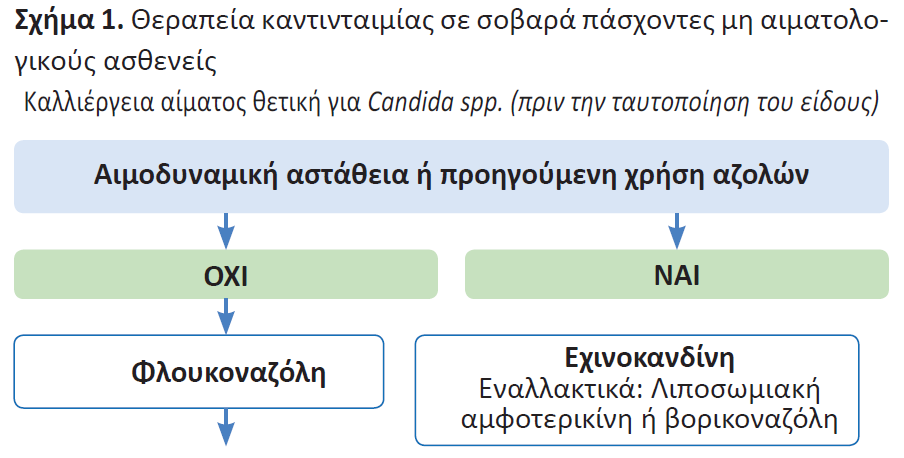 Σχήμα 1. Θεραπεία καντινταιμίας σε σοβαρά πάσχοντες μη αιματολο-
γικούς ασθενείς
Καλλιέργεια αίματος θετική για Candida spp. (πριν την ταυτοποίηση του είδους)
Αιμοδυναμική αστάθεια ή προηγούμενη χρήση αζολών
ΟΧΙ
ΝΑΙ
Φλουκοναζόλη
Εχινοκανδίνη
Εναλλακτικά: Λιποσωμιακή
αμφοτερικίνη ή βορικοναζόλη